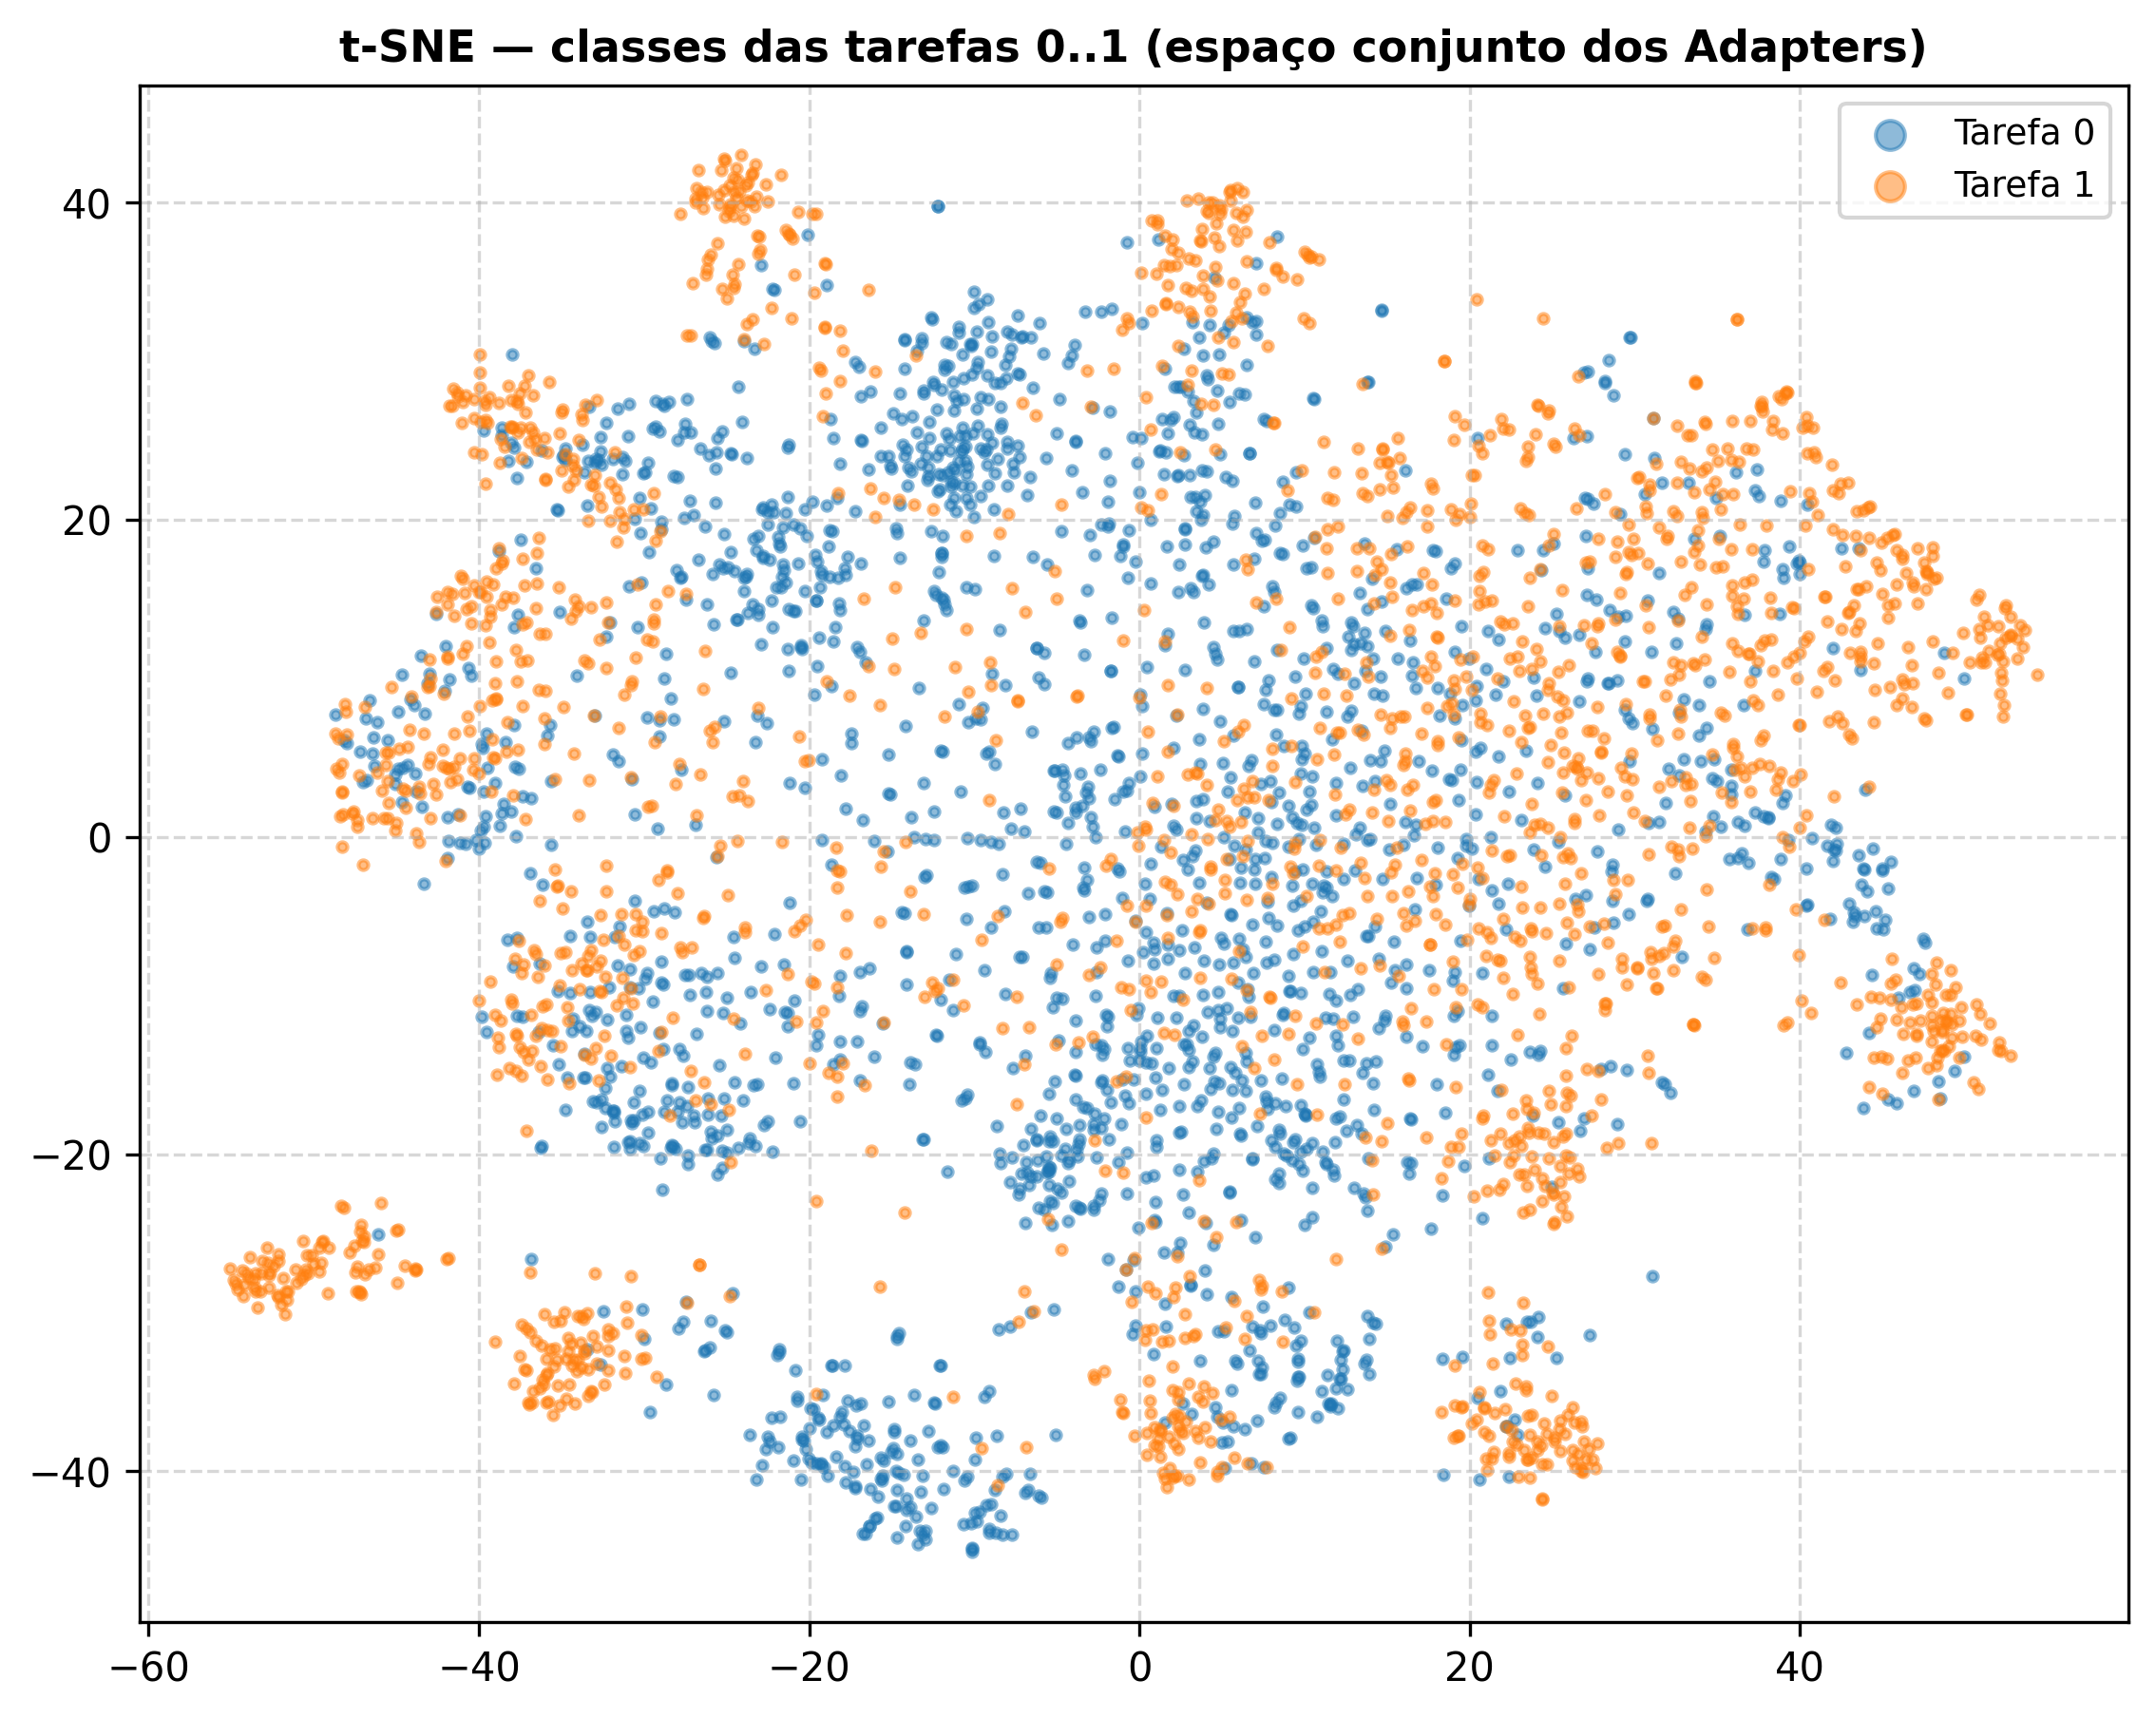 t-SNE — classes das tarefas 0..1 (espaço conjunto dos Adapters)
Tarefa 0
Tarefa 1
40
20
0
−20
−40
−60 −40 −20 0 20 40